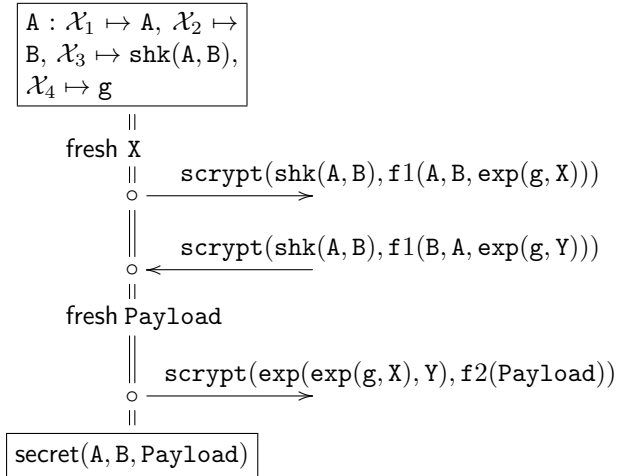 A : 𝒳₁ ↦ A, 𝒳₂ ↦
B, 𝒳₃ ↦ shk(A, B),
𝒳₄ ↦ g
fresh X
scrypt(shk(A, B), f1(A, B, exp(g, X)))
scrypt(shk(A, B), f1(B, A, exp(g, Y)))
fresh Payload
scrypt(exp(exp(g, X), Y), f2(Payload))
secret(A, B, Payload)